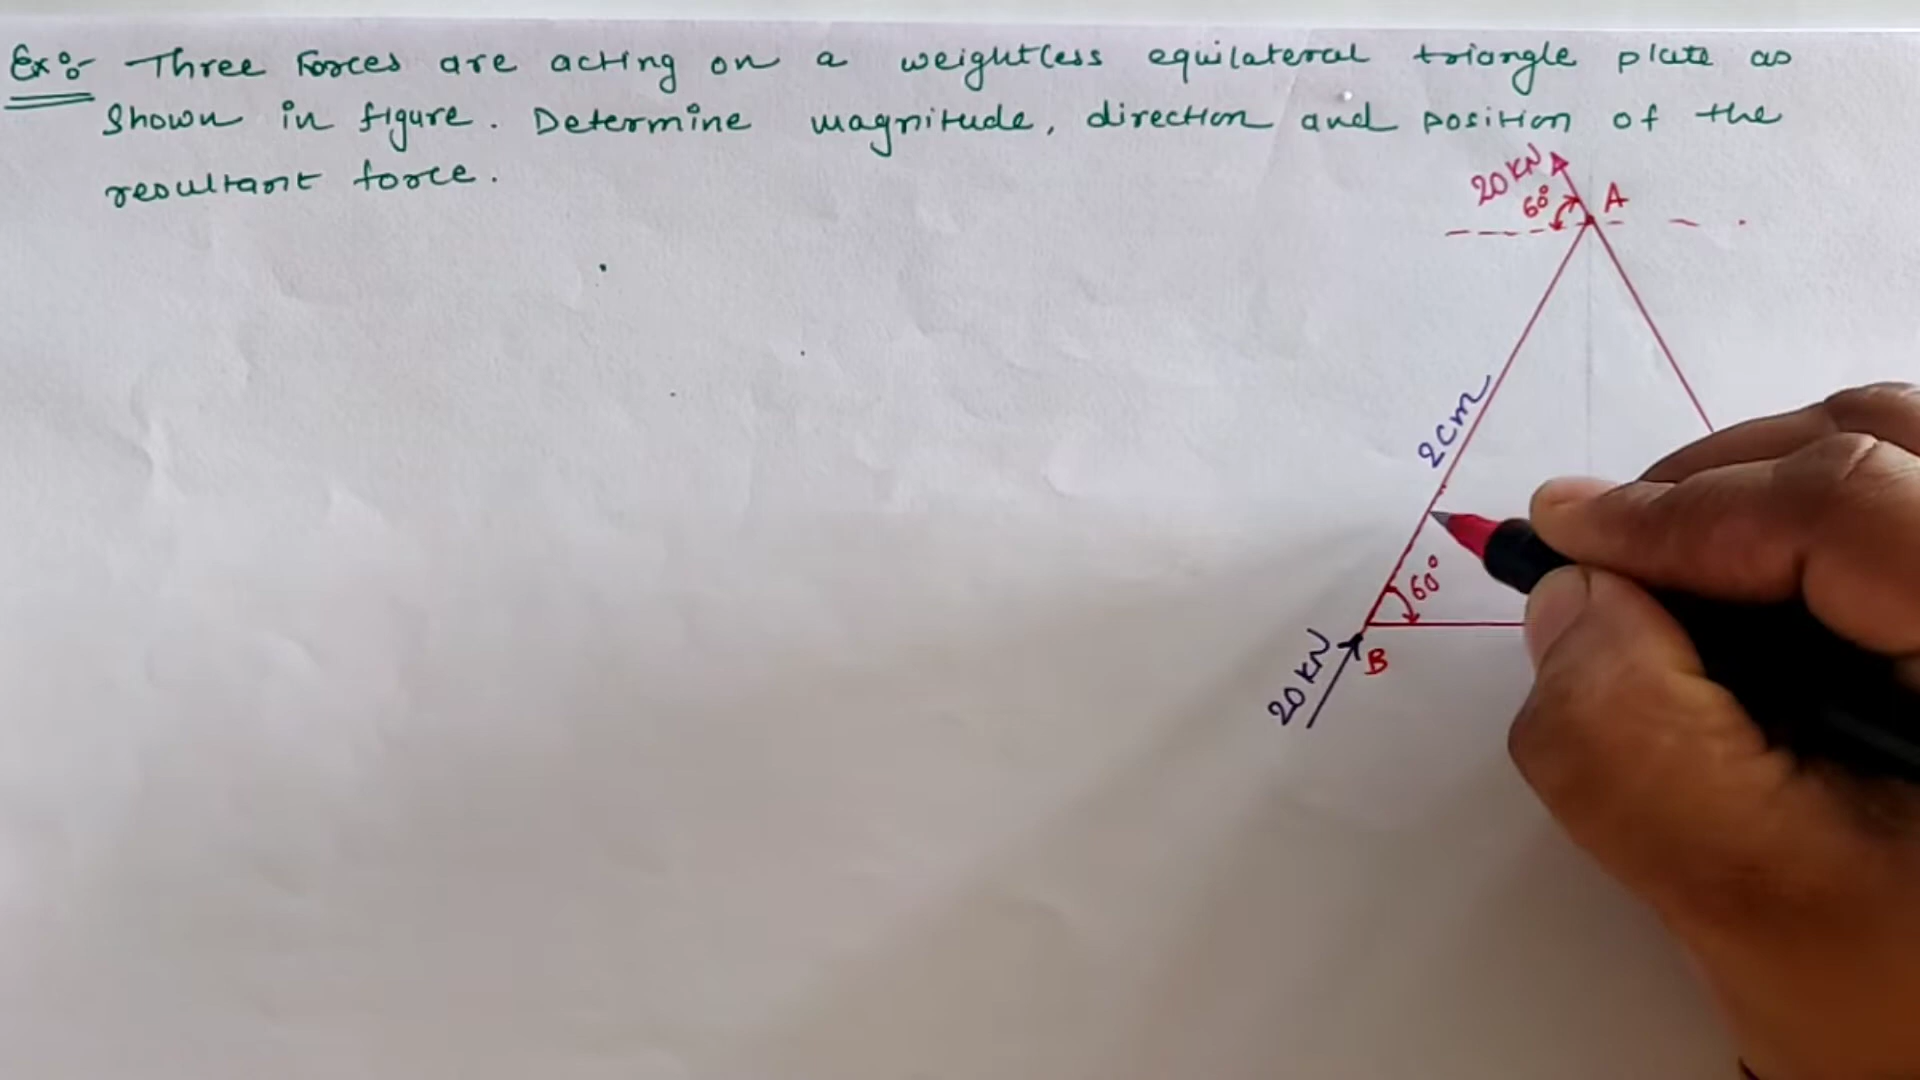 Ex:- Three Forces are acting on a weightless equilateral triangle plate as
shown in figure. Determine magnitude, direction and position of the
resultant force.
20 KN
60°
A
2cm
60°
B
20 KN